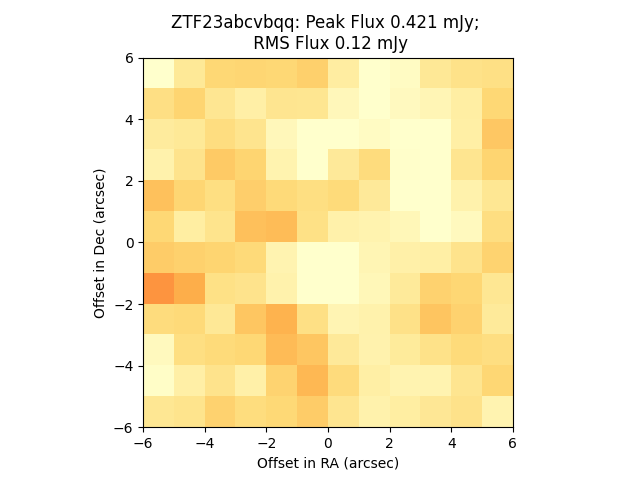 ZTF23abcvbqq: Peak Flux 0.421 mJy;
RMS Flux 0.12 mJy
6
4
2
0
−2
−4
−6
Offset in Dec (arcsec)
−6 −4 −2 0 2 4 6
Offset in RA (arcsec)